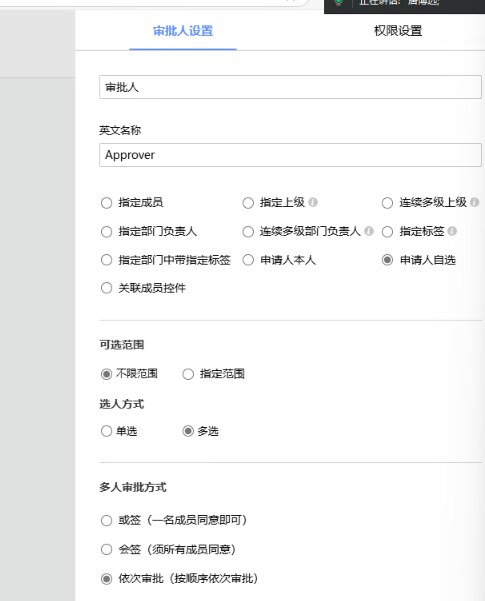 正在讲话: 唐博远;
审批人设置 权限设置
审批人
英文名称
Approver
指定成员 指定上级 连续多级上级
指定部门负责人 连续多级部门负责人 指定标签
指定部门中带指定标签 申请人本人 申请人自选
关联成员控件
可选范围
不限范围 指定范围
选人方式
单选 多选
多人审批方式
或签（一名成员同意即可）
会签（须所有成员同意）
依次审批（按顺序依次审批）